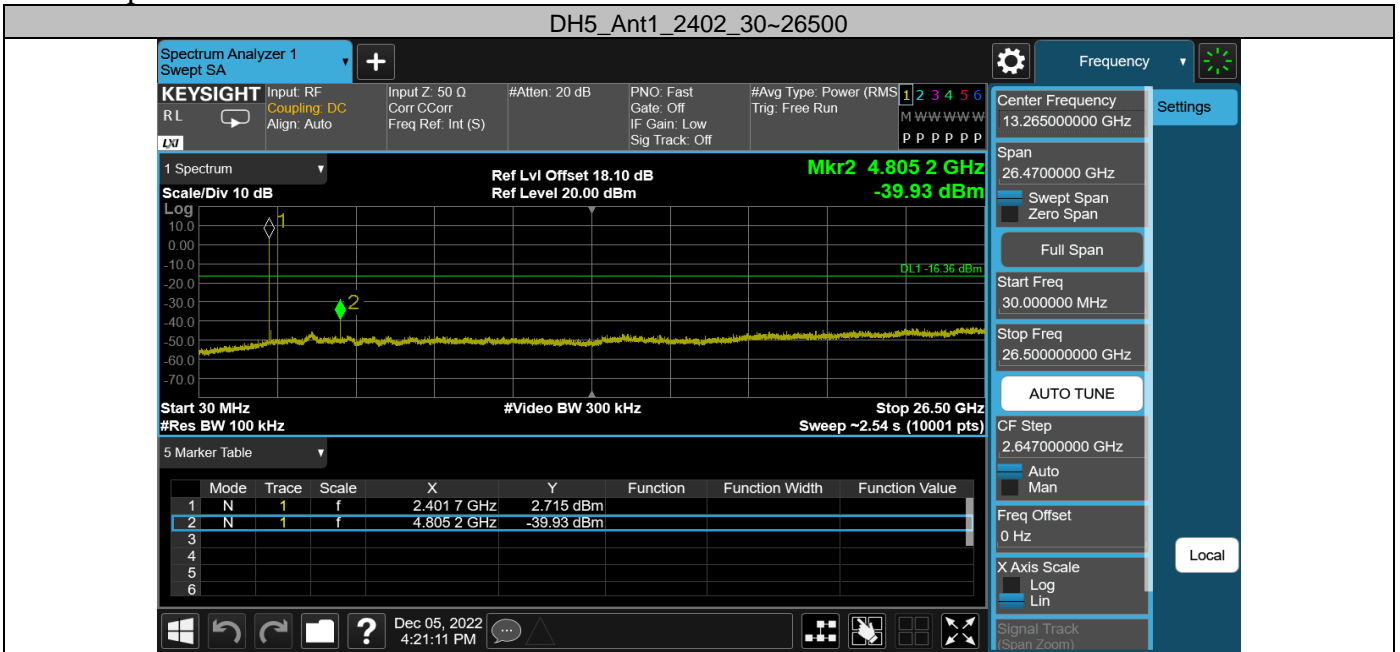 DH5_Ant1_2402_30~26500
Spectrum Analyzer 1
Swept SA
Frequency
KEYSIGHT
RL
LXI
Input: RF
Coupling: DC
Align: Auto
Input Z: 50 Ω
Corr CCorr
Freq Ref: Int (S)
#Atten: 20 dB
PNO: Fast
Gate: Off
IF Gain: Low
Sig Track: Off
#Avg Type: Power (RMS
Trig: Free Run
1 2 3 4 5 6
M W W W W W
P P P P P P
1 Spectrum
Scale/Div 10 dB
Ref Lvl Offset 18.10 dB
Ref Level 20.00 dBm
Mkr2 4.805 2 GHz
-39.93 dBm
Log
10.0
0.00
-10.0
-20.0
-30.0
-40.0
-50.0
-60.0
-70.0
1
2
DL1 -16.36 dBm
Start 30 MHz
#Video BW 300 kHz
Stop 26.50 GHz
#Res BW 100 kHz
Sweep ~2.54 s (10001 pts)
5 Marker Table
Mode Trace Scale X Y Function Function Width Function Value
1 N 1 f 2.401 7 GHz 2.715 dBm
2 N 1 f 4.805 2 GHz -39.93 dBm
3
4
5
6
Dec 05, 2022
4:21:11 PM
Center Frequency
13.265000000 GHz
Span
26.4700000 GHz
Swept Span
Zero Span
Full Span
Start Freq
30.000000 MHz
Stop Freq
26.500000000 GHz
AUTO TUNE
CF Step
2.647000000 GHz
Auto
Man
Freq Offset
0 Hz
X Axis Scale
Log
Lin
Signal Track
(Span Zoom)
Settings
Local